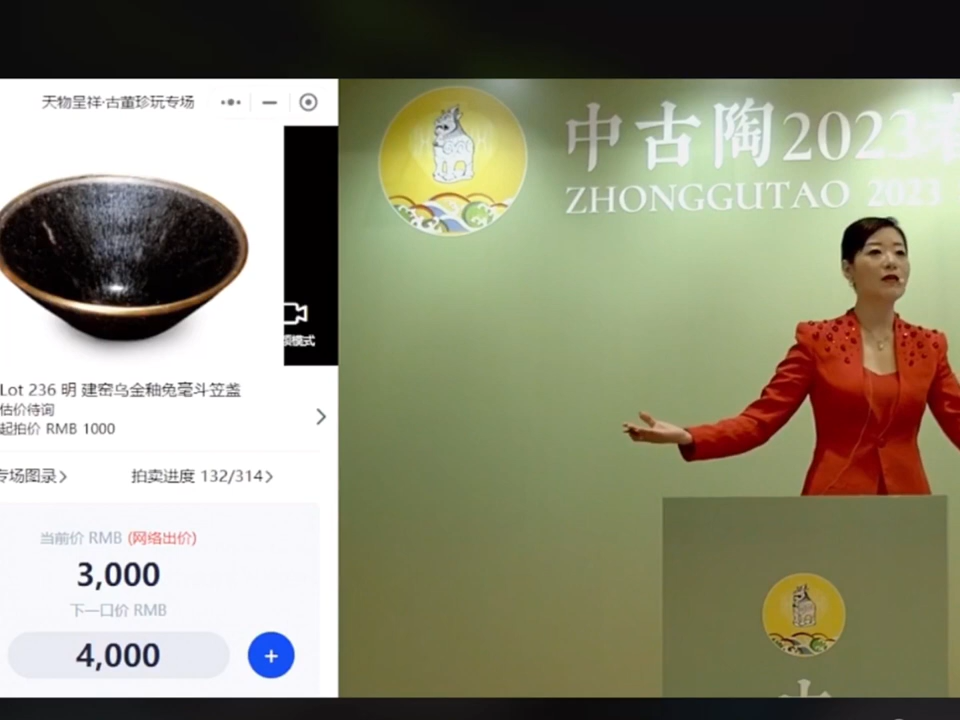 天物呈祥·古董珍玩专场
Lot 236 明 建窑乌金釉兔毫斗笠盏
估价待询
起拍价 RMB 1000
专场图录
拍卖进度 132/314
当前价 RMB (网络出价)
3,000
下一口价 RMB
4,000
中古陶2023
ZHONGGUTAO 2023
中